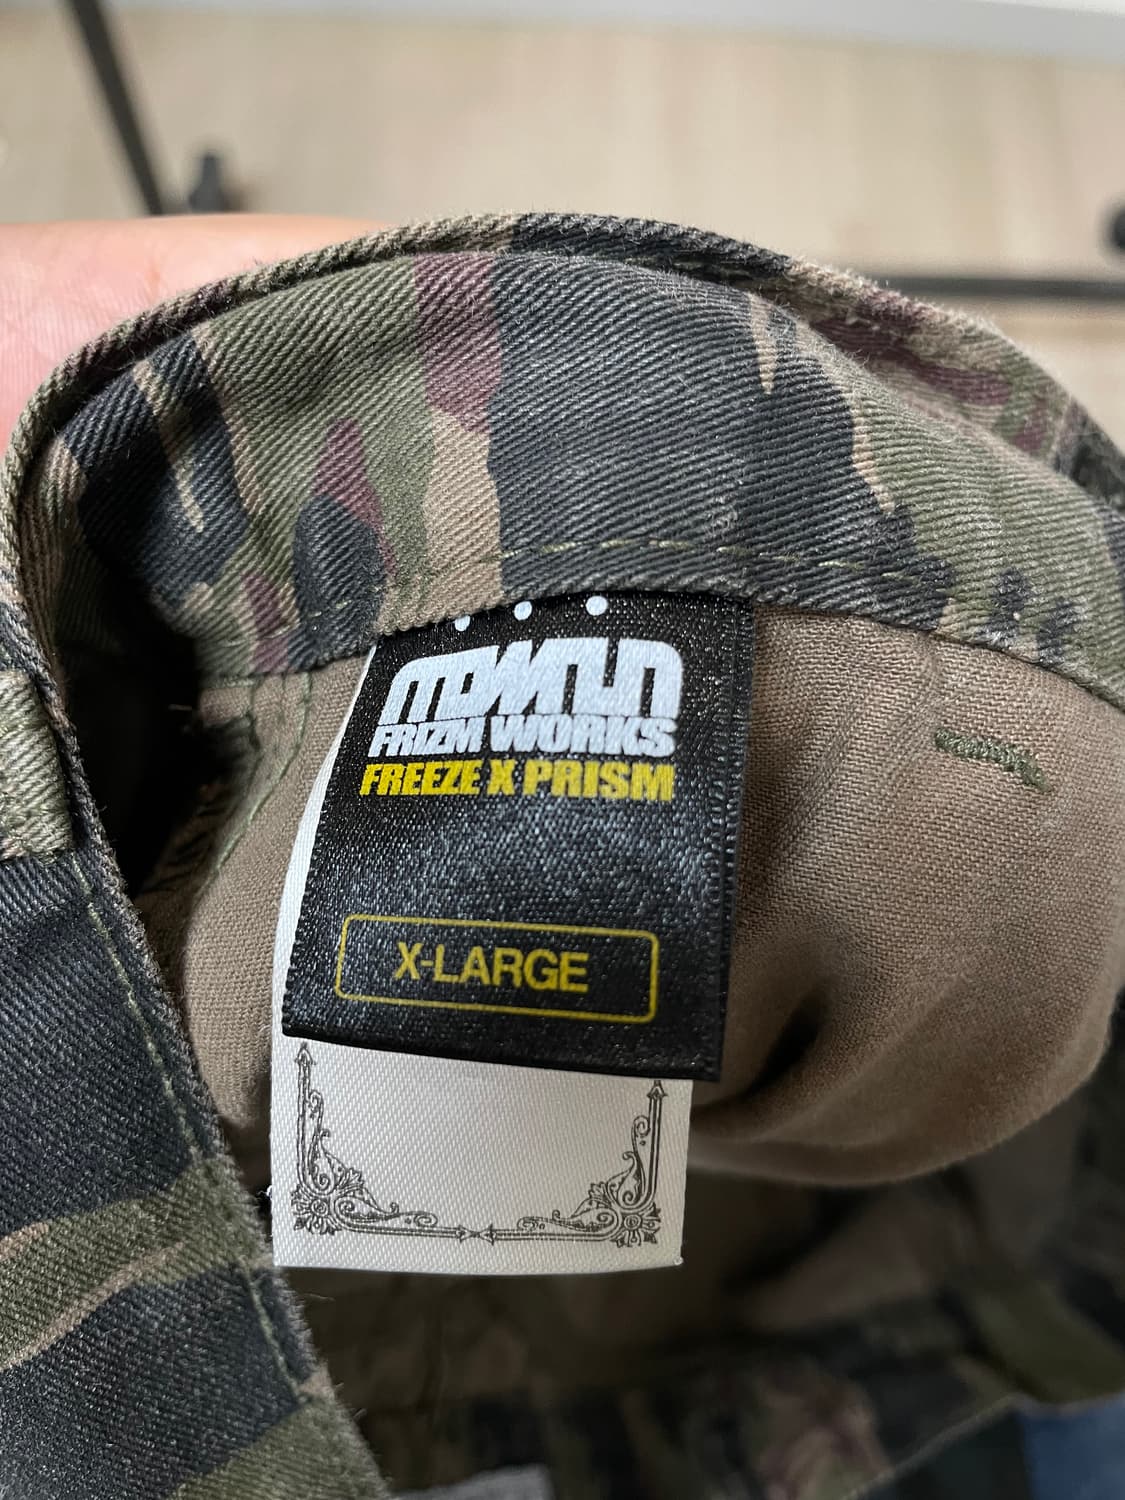 FRIZM WORKS
FREEZE X PRISM
X-LARGE